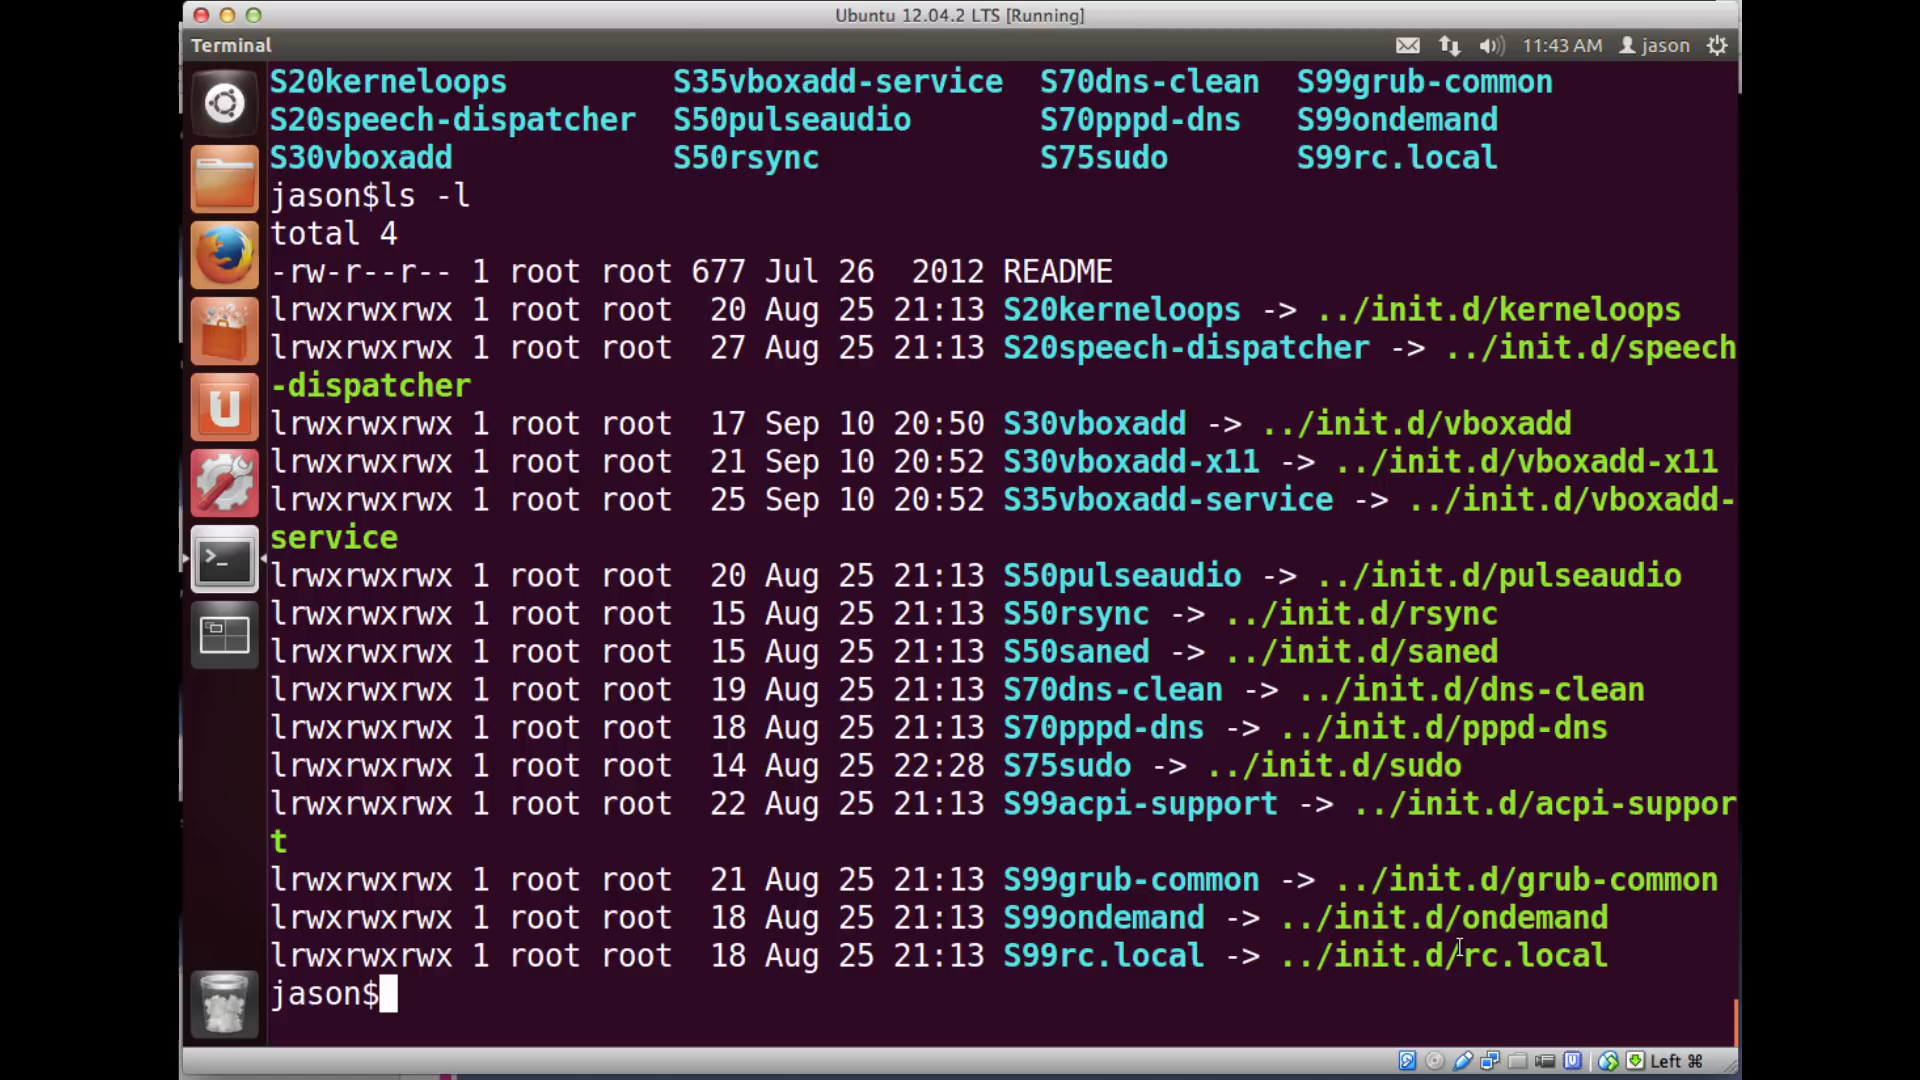 Ubuntu 12.04.2 LTS [Running]
Terminal 11:43 AM jason
S20kerneloops S35vboxadd-service S70dns-clean S99grub-common
S20speech-dispatcher S50pulseaudio S70pppd-dns S99ondemand
S30vboxadd S50rsync S75sudo S99rc.local
jason$ls -l
total 4
-rw-r--r-- 1 root root 677 Jul 26  2012 README
lrwxrwxrwx 1 root root  20 Aug 25 21:13 S20kerneloops -> ../init.d/kerneloops
lrwxrwxrwx 1 root root  27 Aug 25 21:13 S20speech-dispatcher -> ../init.d/speech
-dispatcher
lrwxrwxrwx 1 root root  17 Sep 10 20:50 S30vboxadd -> ../init.d/vboxadd
lrwxrwxrwx 1 root root  21 Sep 10 20:52 S30vboxadd-x11 -> ../init.d/vboxadd-x11
lrwxrwxrwx 1 root root  25 Sep 10 20:52 S35vboxadd-service -> ../init.d/vboxadd-
service
lrwxrwxrwx 1 root root  20 Aug 25 21:13 S50pulseaudio -> ../init.d/pulseaudio
lrwxrwxrwx 1 root root  15 Aug 25 21:13 S50rsync -> ../init.d/rsync
lrwxrwxrwx 1 root root  15 Aug 25 21:13 S50saned -> ../init.d/saned
lrwxrwxrwx 1 root root  19 Aug 25 21:13 S70dns-clean -> ../init.d/dns-clean
lrwxrwxrwx 1 root root  18 Aug 25 21:13 S70pppd-dns -> ../init.d/pppd-dns
lrwxrwxrwx 1 root root  14 Aug 25 22:28 S75sudo -> ../init.d/sudo
lrwxrwxrwx 1 root root  22 Aug 25 21:13 S99acpi-support -> ../init.d/acpi-suppor
t
lrwxrwxrwx 1 root root  21 Aug 25 21:13 S99grub-common -> ../init.d/grub-common
lrwxrwxrwx 1 root root  18 Aug 25 21:13 S99ondemand -> ../init.d/ondemand
lrwxrwxrwx 1 root root  18 Aug 25 21:13 S99rc.local -> ../init.d/rc.local
jason$
Left ⌘